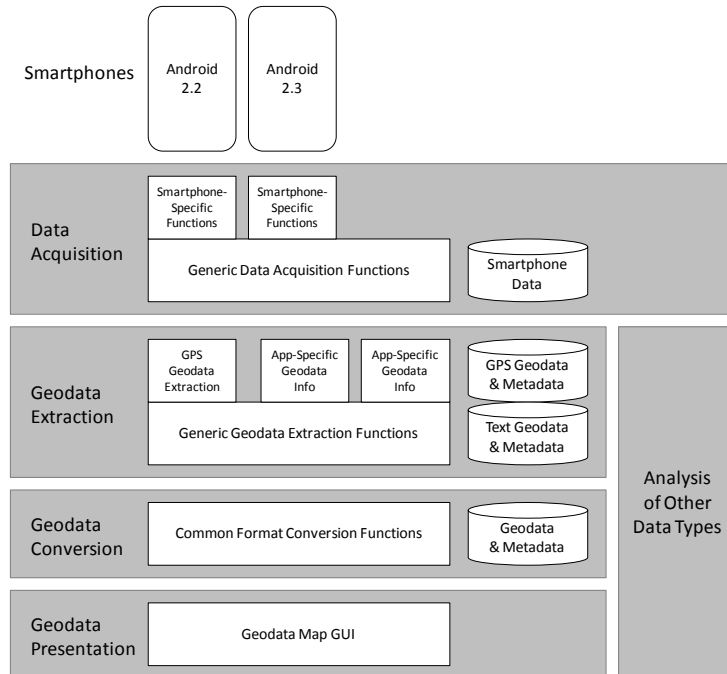 Smartphones
Android
2.2
Android
2.3
Data
Acquisition
Smartphone-
Specific
Functions
Smartphone-
Specific
Functions
Generic Data Acquisition Functions
Smartphone
Data
Geodata
Extraction
GPS
Geodata
Extraction
App-Specific
Geodata
Info
App-Specific
Geodata
Info
Generic Geodata Extraction Functions
GPS Geodata
& Metadata
Text Geodata
& Metadata
Analysis
of Other
Data Types
Geodata
Conversion
Common Format Conversion Functions
Geodata
& Metadata
Geodata
Presentation
Geodata Map GUI